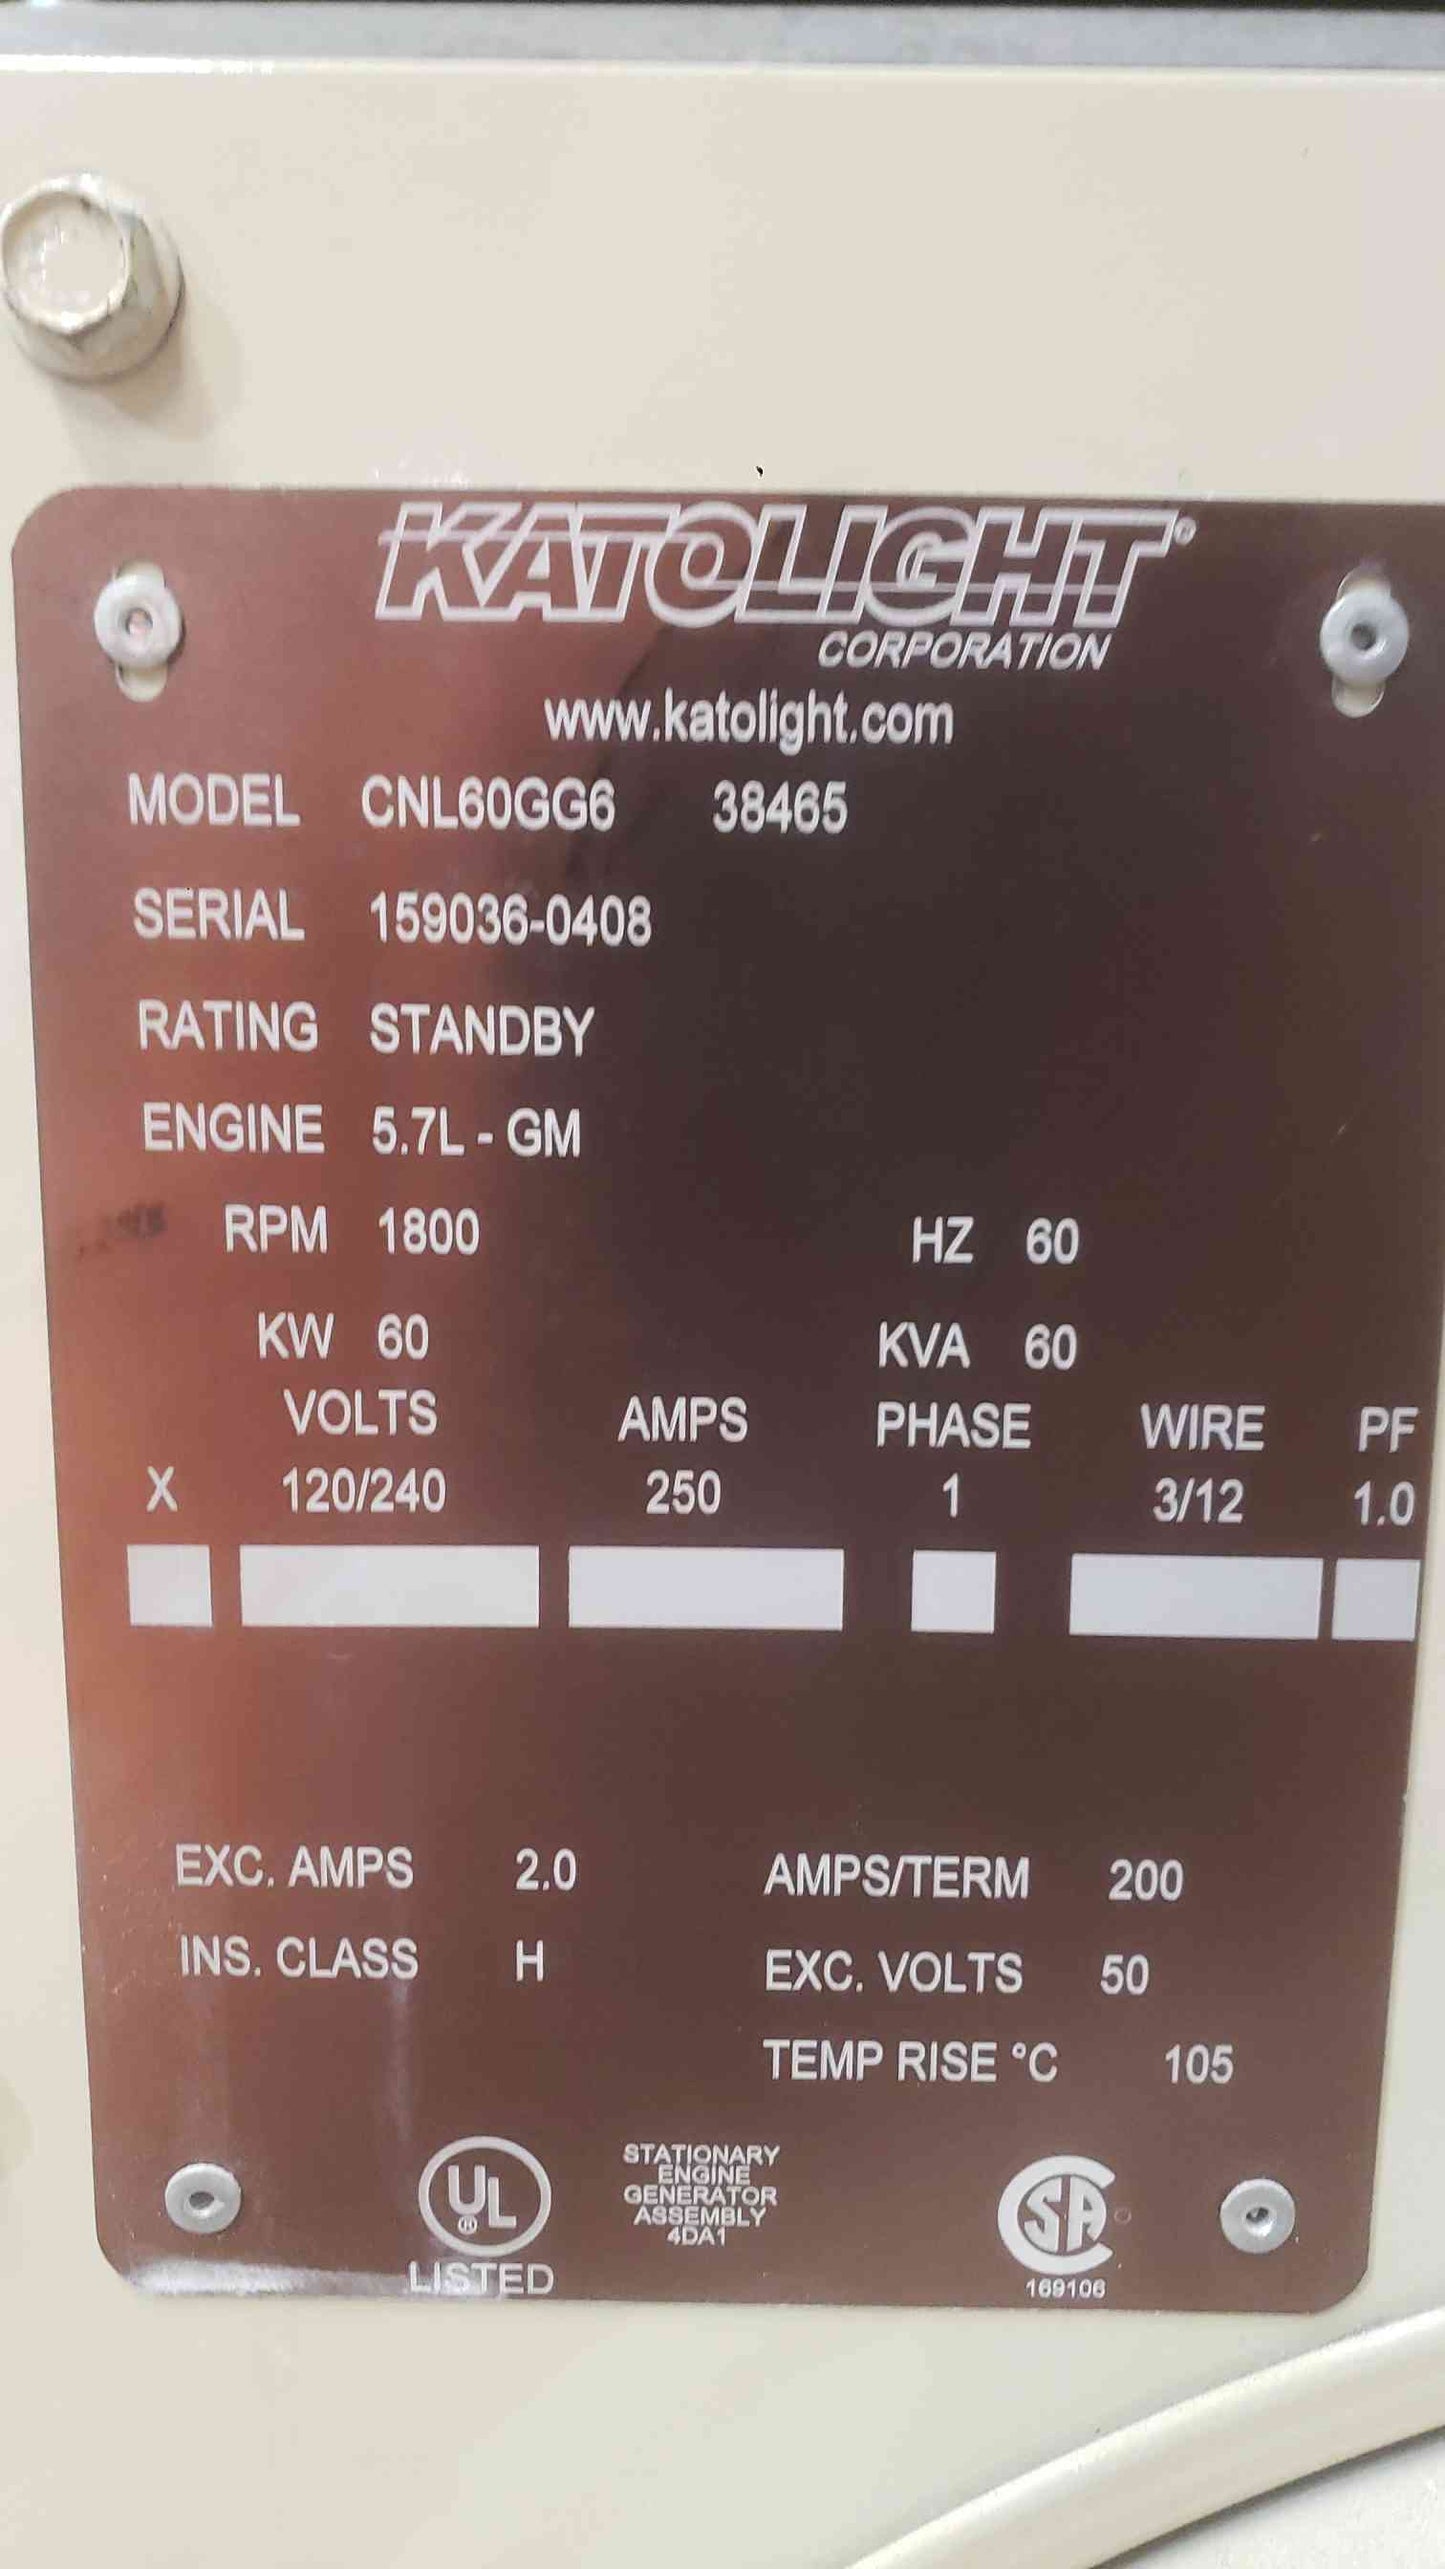 KATOLIGHT®
CORPORATION
www.katolight.com
MODEL CNL60GG6 38465
SERIAL 159036-0408
RATING STANDBY
ENGINE 5.7L - GM
RPM 1800 HZ 60
KW 60 KVA 60
VOLTS AMPS PHASE WIRE PF
X 120/240 250 1 3/12 1.0
EXC. AMPS 2.0 AMPS/TERM 200
INS. CLASS H EXC. VOLTS 50
TEMP RISE °C 105
UL®
LISTED
STATIONARY
ENGINE
GENERATOR
ASSEMBLY
4DA1
CSA
169106